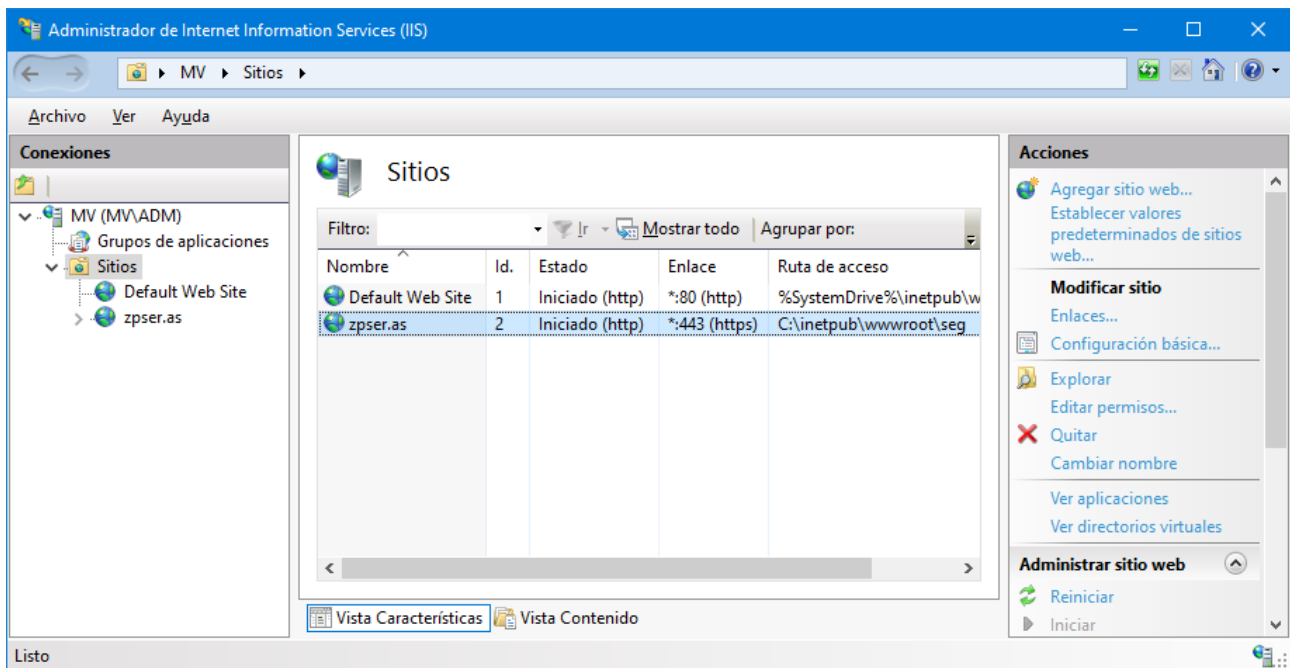 Administrador de Internet Information Services (IIS)
MV Sitios
Archivo Ver Ayuda
Conexiones
MV (MV\ADM)
Grupos de aplicaciones
Sitios
Default Web Site
zpser.as
Sitios
Filtro: Ir Mostrar todo Agrupar por:
Nombre Id. Estado Enlace Ruta de acceso
Default Web Site 1 Iniciado (http) *:80 (http) %SystemDrive%\inetpub\w
zpser.as 2 Iniciado (http) *:443 (https) C:\inetpub\wwwroot\seg
Vista Características Vista Contenido
Acciones
Agregar sitio web...
Establecer valores
predeterminados de sitios
web...
Modificar sitio
Enlaces...
Configuración básica...
Explorar
Editar permisos...
Quitar
Cambiar nombre
Ver aplicaciones
Ver directorios virtuales
Administrar sitio web
Reiniciar
Iniciar
Listo